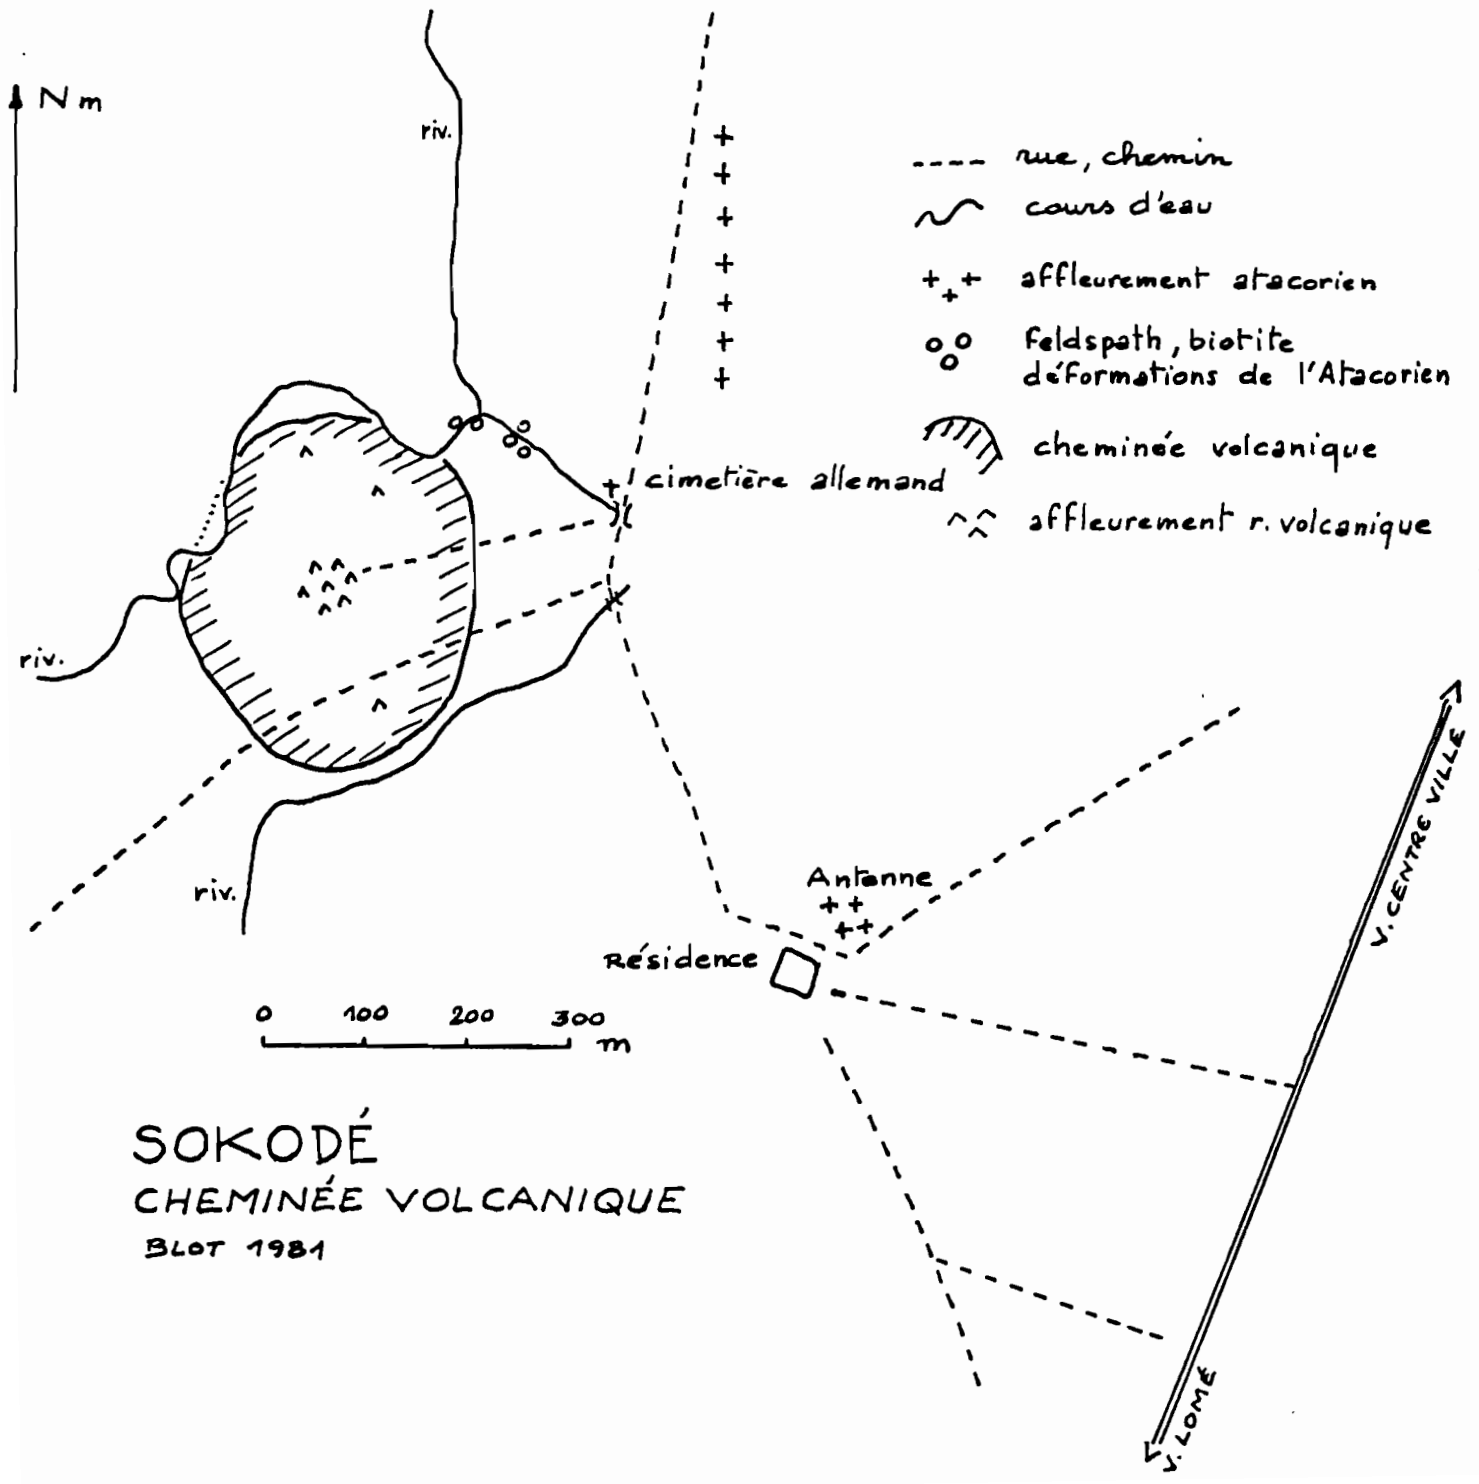 N m
riv.
rue, chemin
cours d'eau
affleurement atacorien
feldspath, biotite
déformations de l'Atacorien
cheminée volcanique
affleurement r. volcanique
cimetière allemand
riv.
riv.
V. CENTRE VILLE
Antenne
Résidence
0 100 200 300
m
SOKODÉ
CHEMINÉE VOLCANIQUE
BLOT 1981
V. LOMÉ